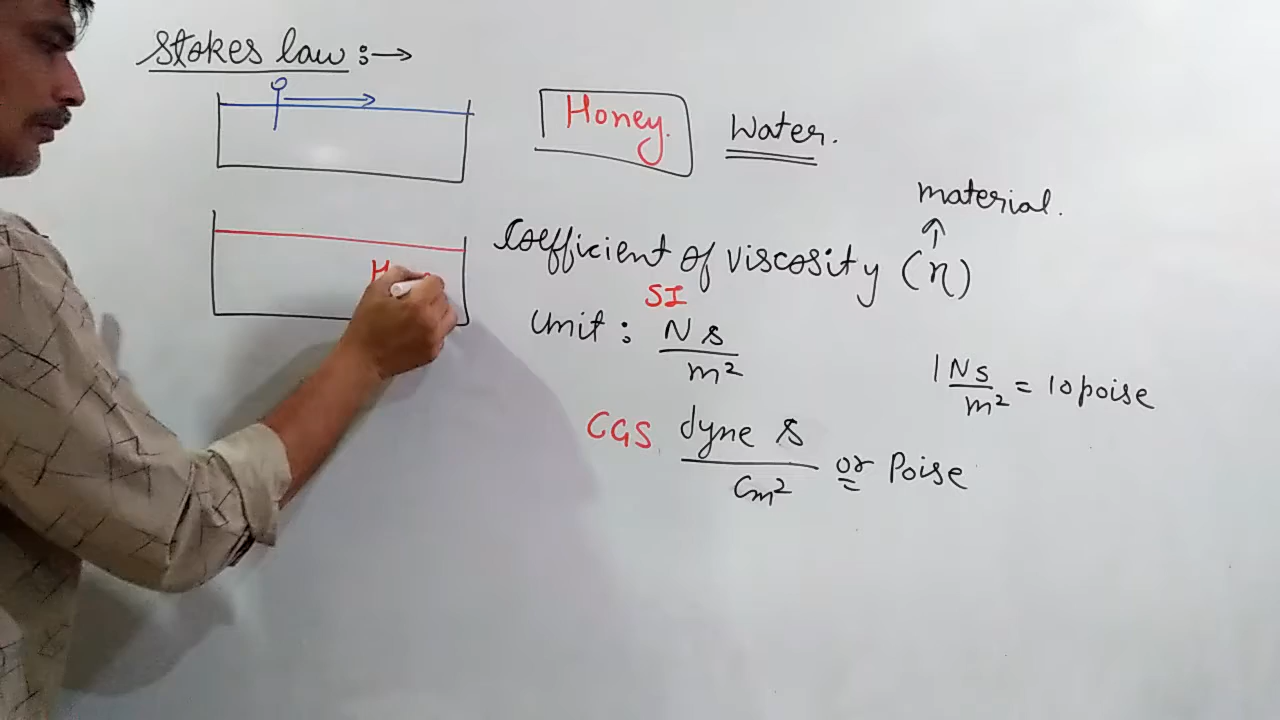 Stokes law :→
Honey. Water.
material.
↑
Coefficient of viscosity (η)
SI
Unit : N s / m²
1 Ns / m² = 10 poise
CGS dyne s / cm² or Poise